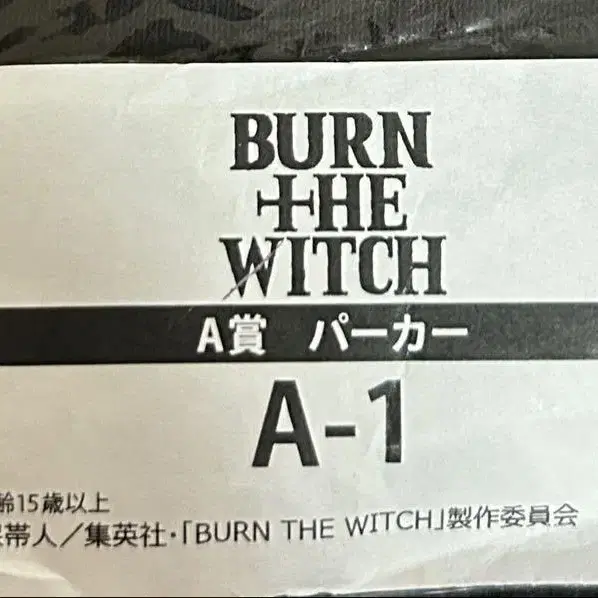 BURN
THE
WITCH
A賞 パーカー
A-1
齢15歳以上
帯人／集英社・「BURN THE WITCH」製作委員会